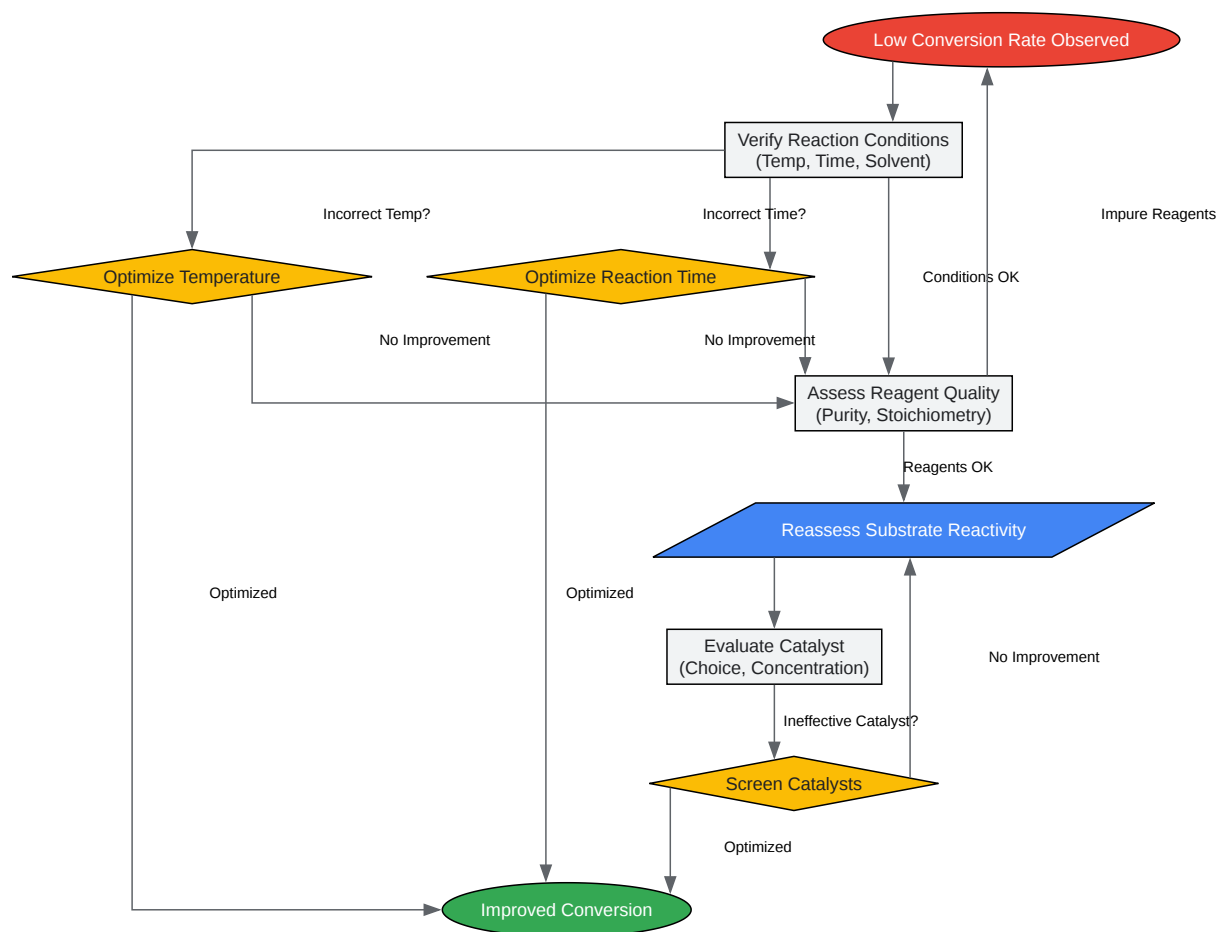 Low Conversion Rate Observed
Verify Reaction Conditions
(Temp, Time, Solvent)
Incorrect Temp?
Incorrect Time?
Impure Reagents
Optimize Temperature
Optimize Reaction Time
Conditions OK
No Improvement
No Improvement
Assess Reagent Quality
(Purity, Stoichiometry)
Reagents OK
Reassess Substrate Reactivity
Optimized
Optimized
Evaluate Catalyst
(Choice, Concentration)
No Improvement
Ineffective Catalyst?
Screen Catalysts
Optimized
Improved Conversion